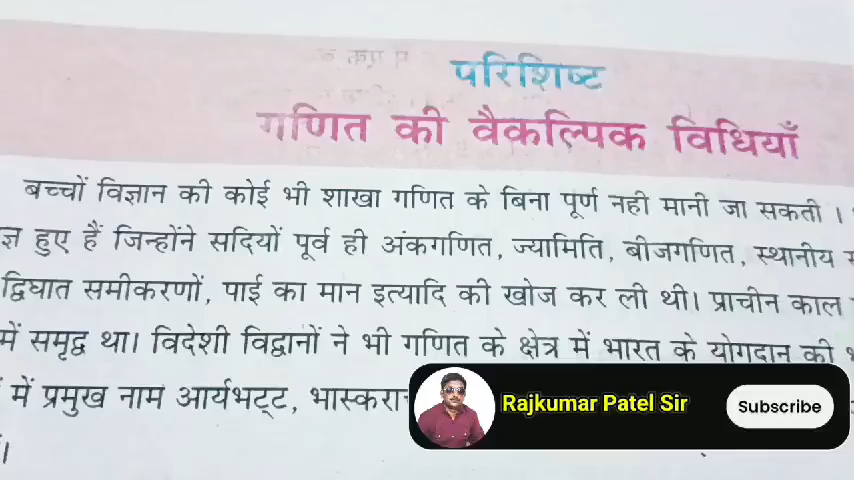 परिशिष्ट
गणित की वैकल्पिक विधियाँ
बच्चों विज्ञान की कोई भी शाखा गणित के बिना पूर्ण नही मानी जा सकती ।
ज्ञ हुए हैं जिन्होंने सदियों पूर्व ही अंकगणित, ज्यामिति, बीजगणित, स्थानीय
द्विघात समीकरणों, पाई का मान इत्यादि की खोज कर ली थी। प्राचीन काल
में समृद्व था। विदेशी विद्वानों ने भी गणित के क्षेत्र में भारत के योगदान की
में प्रमुख नाम आर्यभट्ट,
Rajkumar Patel Sir
Subscribe